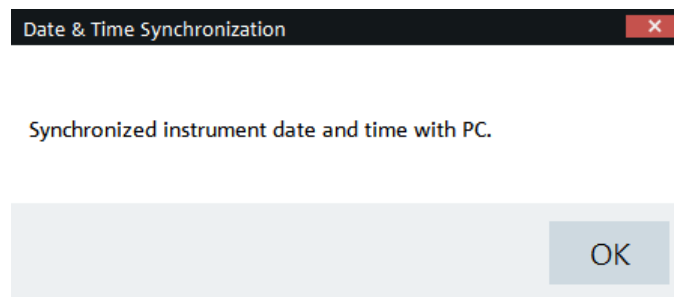 Date & Time Synchronization
Synchronized instrument date and time with PC.
OK